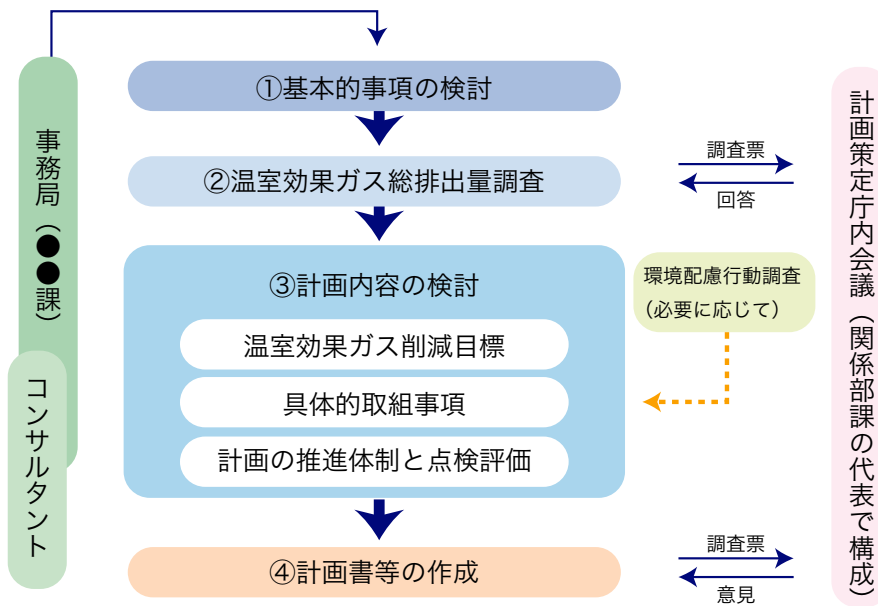 事務局（●●課）
コンサルタント
①基本的事項の検討
②温室効果ガス総排出量調査
調査票
回答
③計画内容の検討
温室効果ガス削減目標
具体的取組事項
計画の推進体制と点検評価
環境配慮行動調査
（必要に応じて）
④計画書等の作成
調査票
意見
計画策定庁内会議（関係部課の代表で構成）